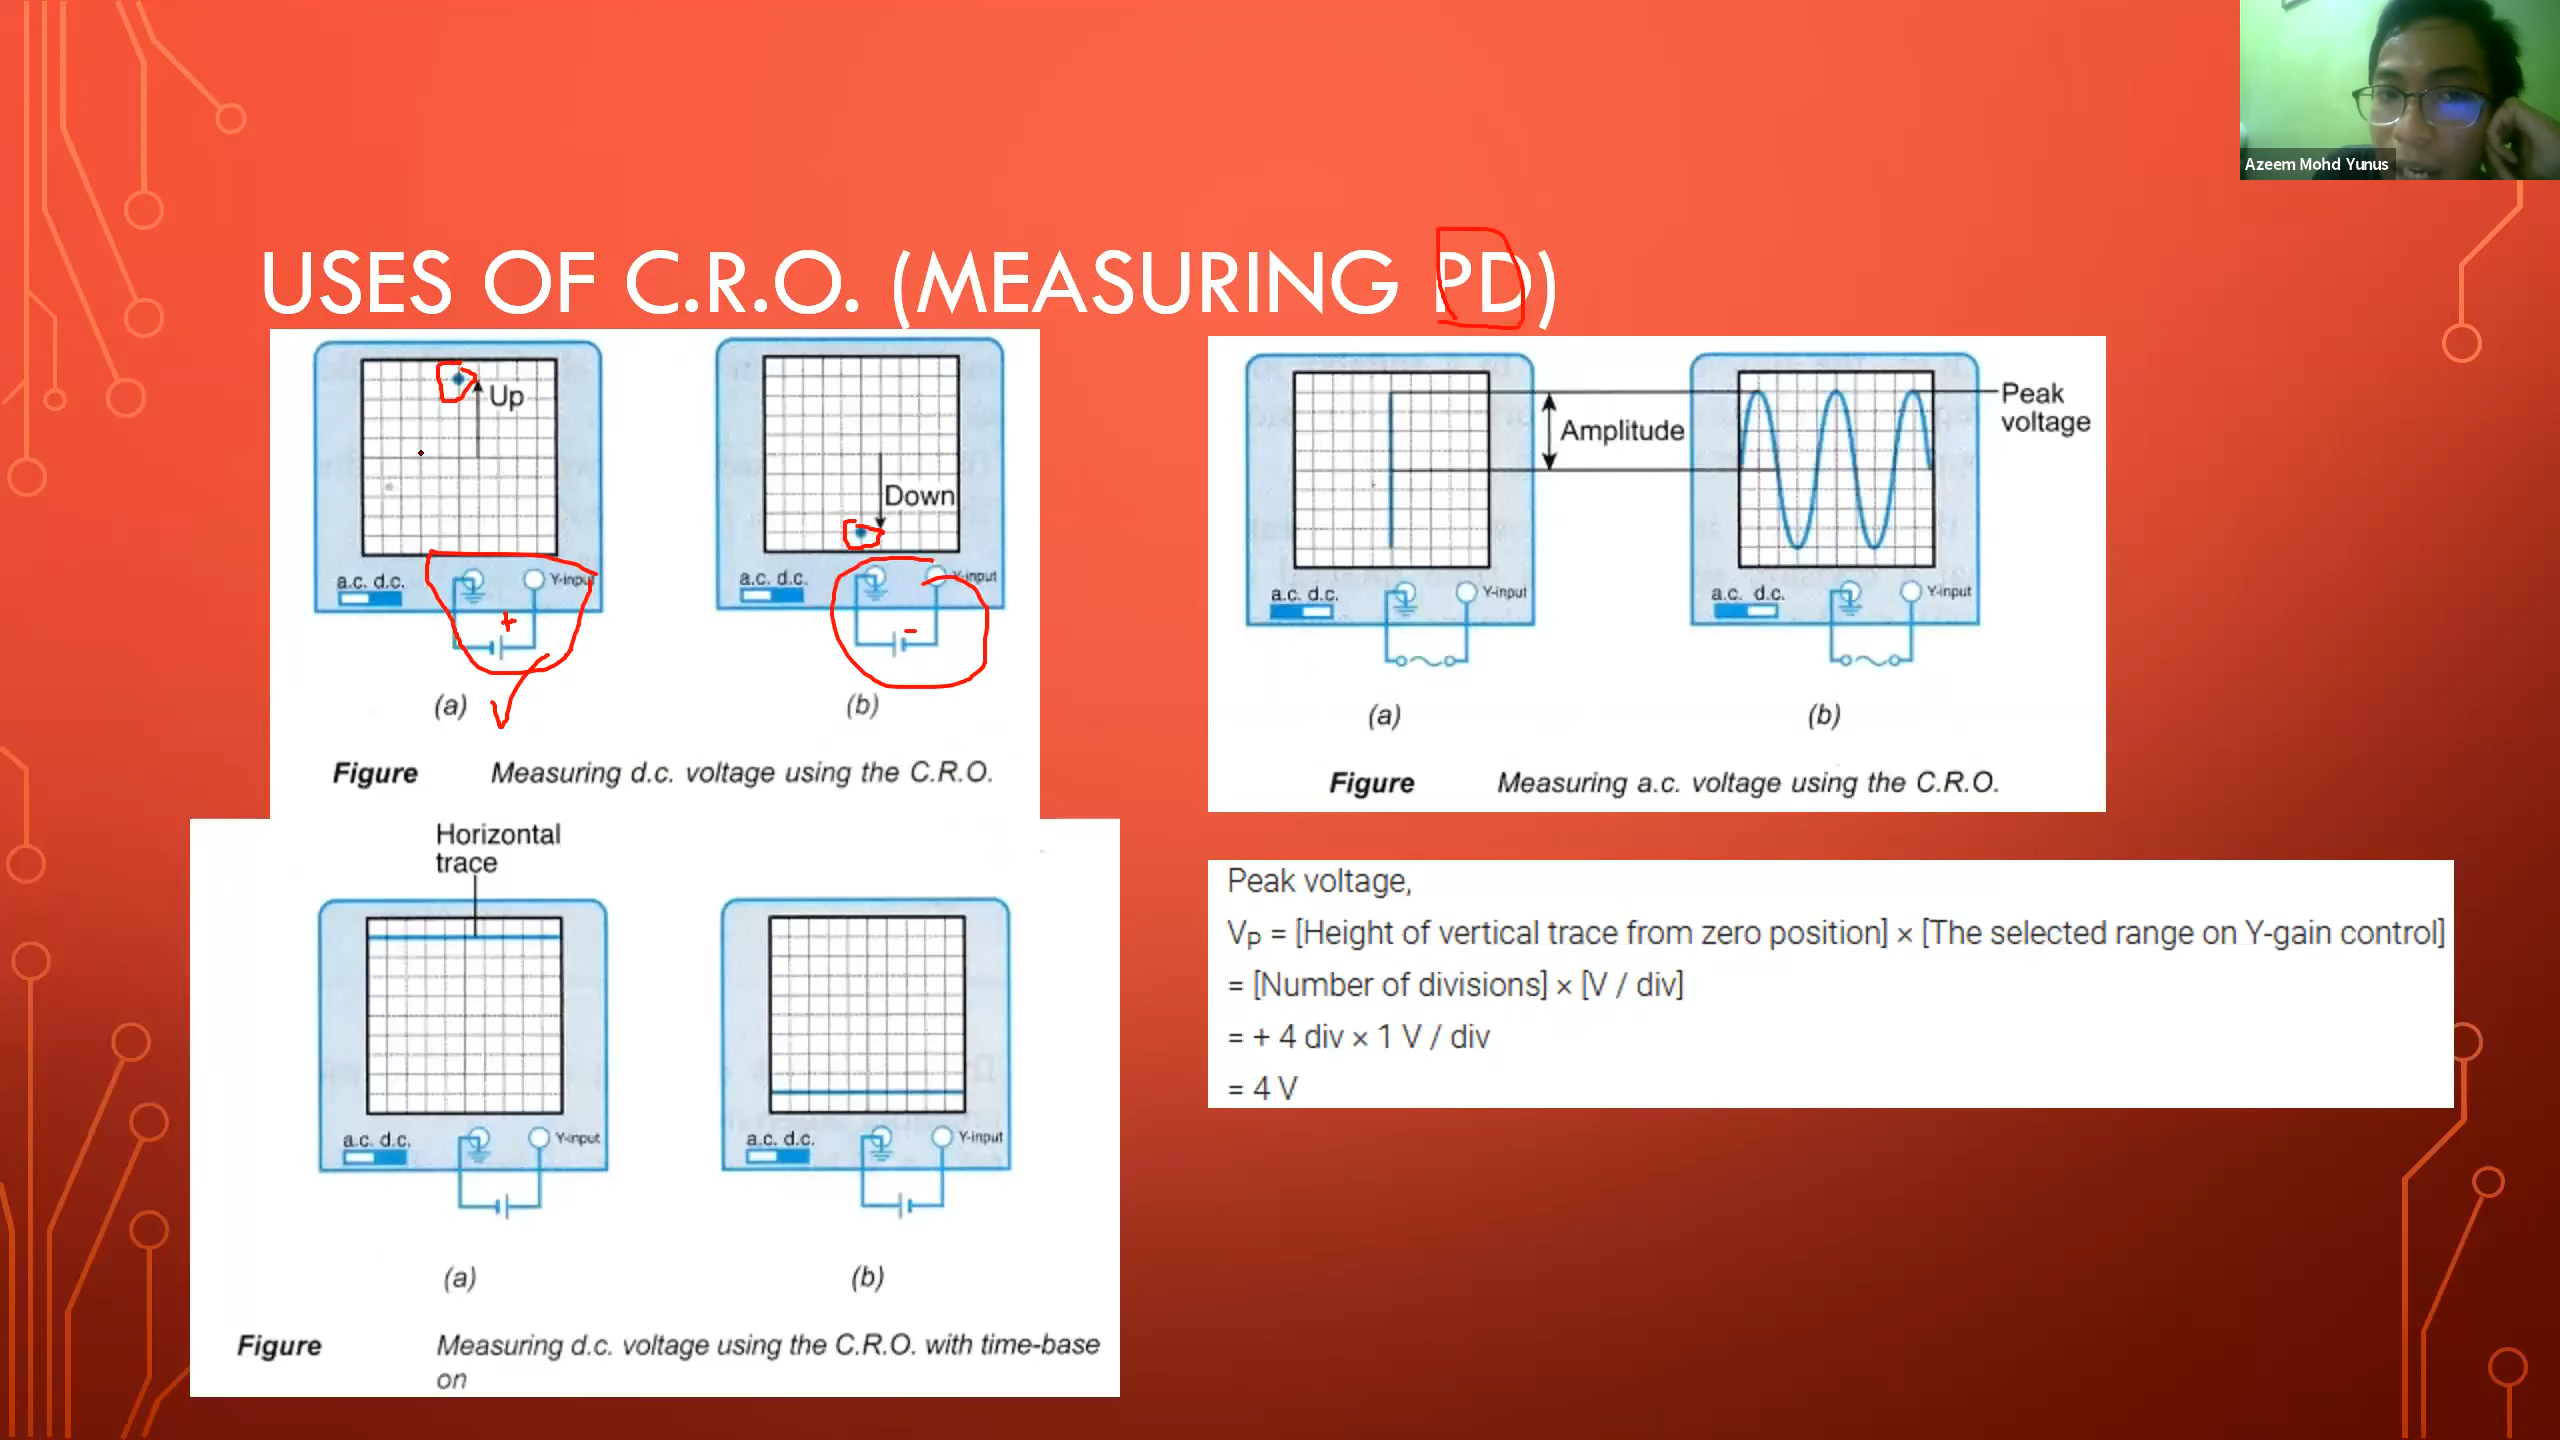 Azeem Mohd Yunus
USES OF C.R.O. (MEASURING PD)
Up
a.c. d.c.
Y-input
+
(a)
V
Down
a.c. d.c.
Y-input
-
(b)
Figure Measuring d.c. voltage using the C.R.O.
Amplitude
Peak
voltage
a.c. d.c.
Y-input
(a)
a.c. d.c.
Y-input
(b)
Figure Measuring a.c. voltage using the C.R.O.
Horizontal
trace
a.c. d.c.
Y-input
(a)
a.c. d.c.
Y-input
(b)
Figure Measuring d.c. voltage using the C.R.O. with time-base
on
Peak voltage,
VP = [Height of vertical trace from zero position] × [The selected range on Y-gain control]
= [Number of divisions] × [V / div]
= + 4 div × 1 V / div
= 4 V